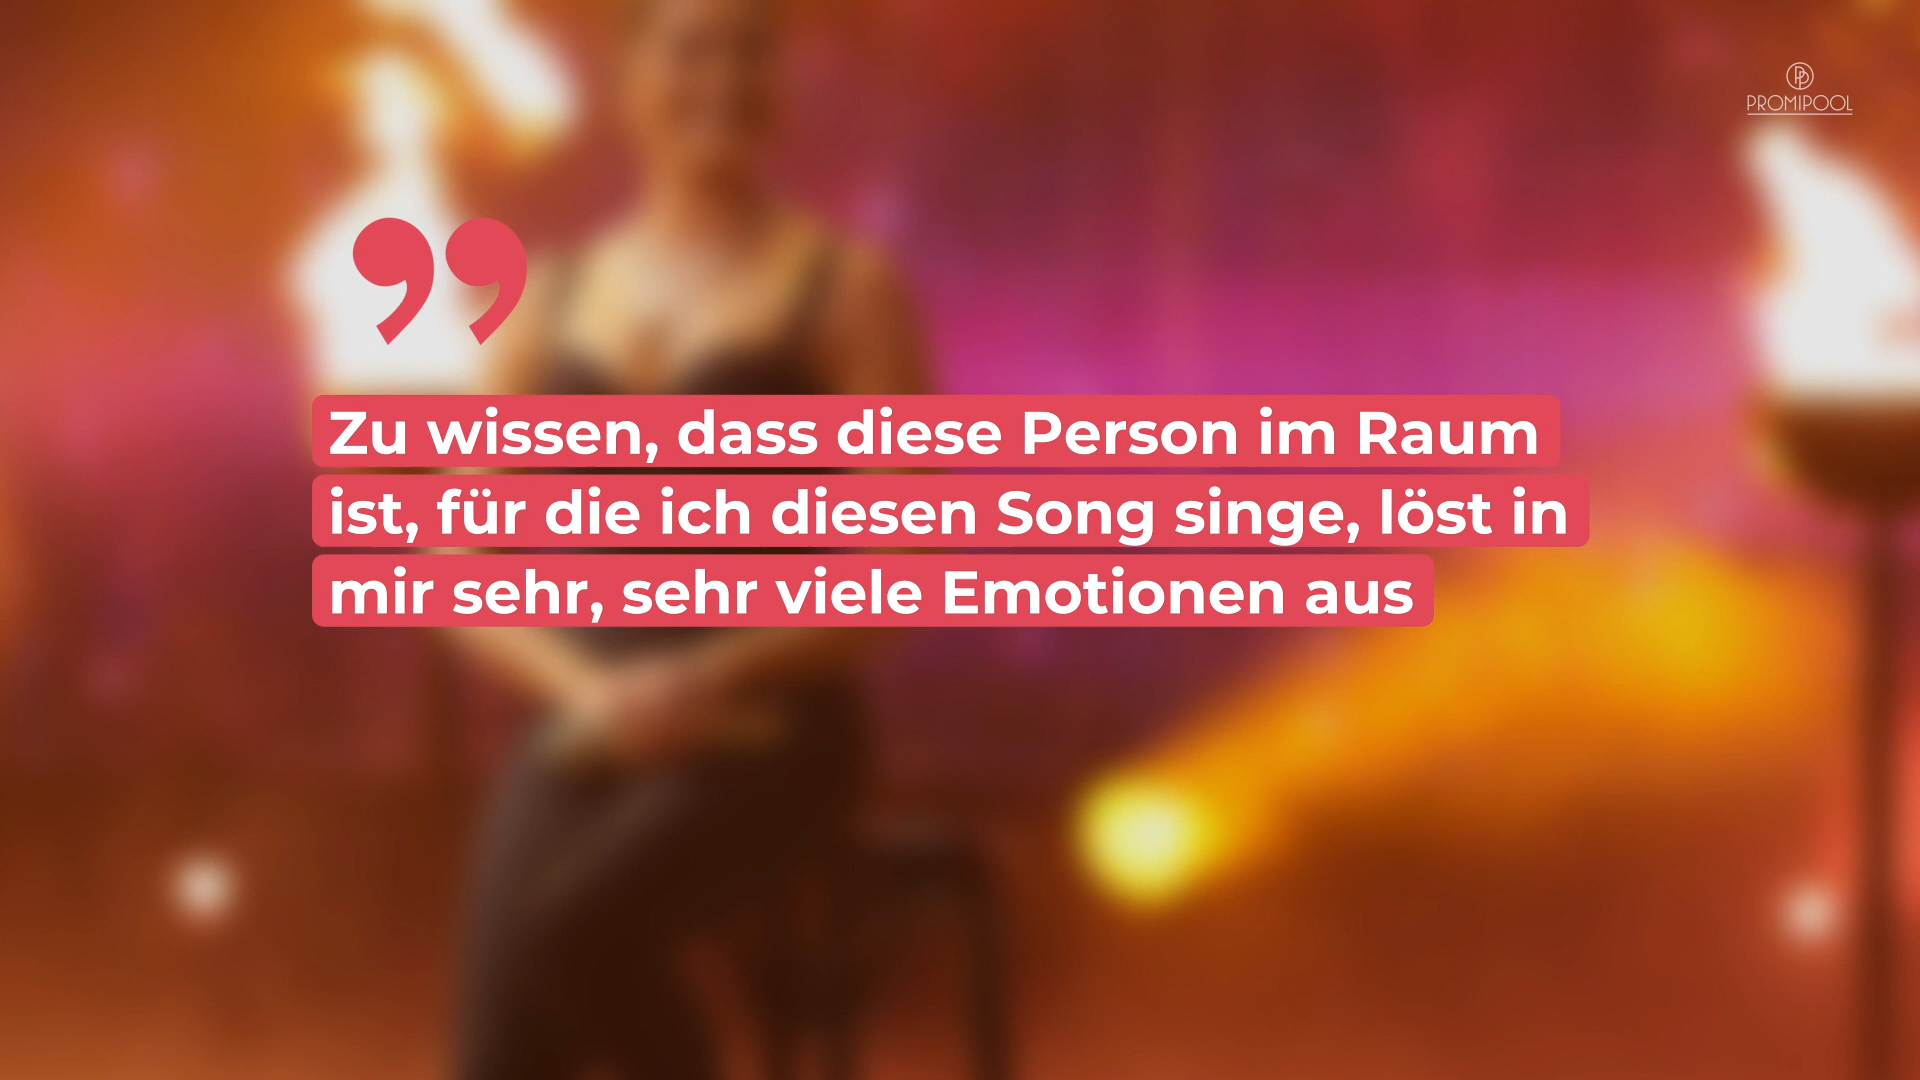 PROMIPOOL
Zu wissen, dass diese Person im Raum
ist, für die ich diesen Song singe, löst in
mir sehr, sehr viele Emotionen aus